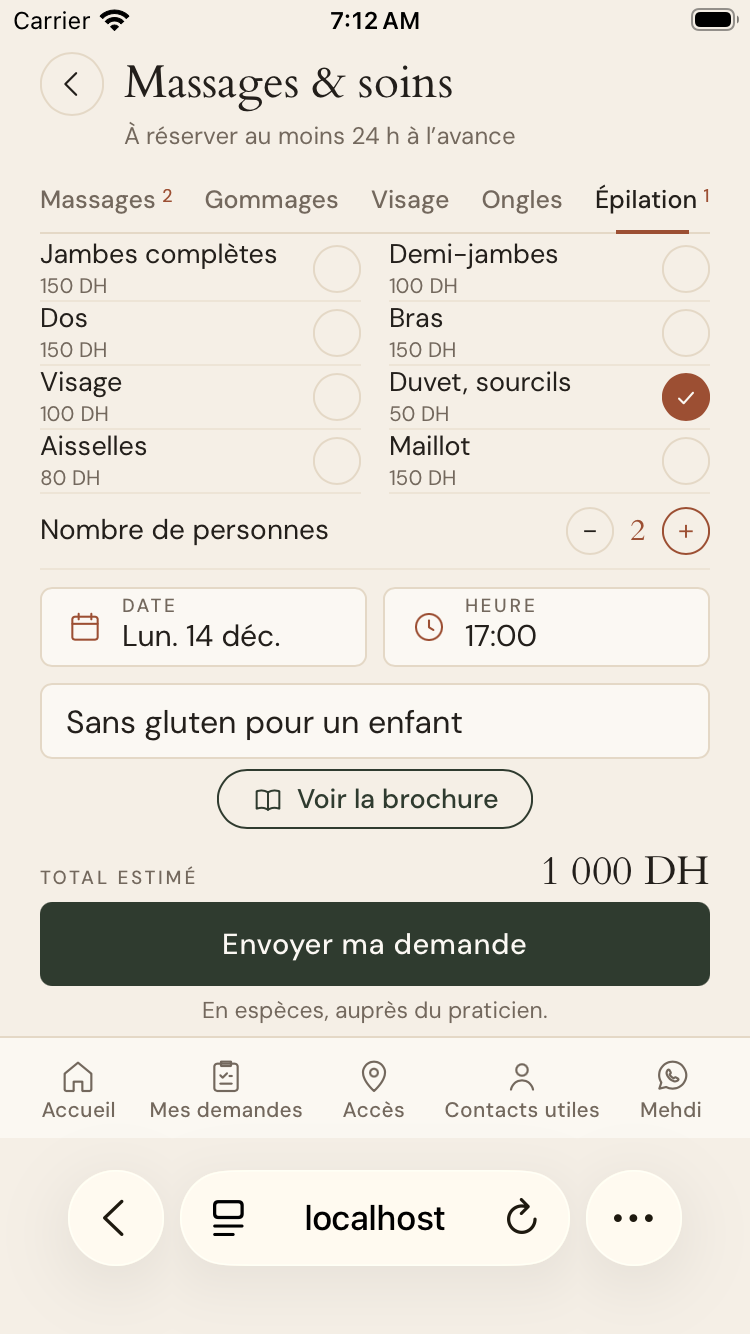 Carrier 7:12 AM
Massages & soins
À réserver au moins 24 h à l’avance
Massages 2 Gommages Visage Ongles Épilation 1
Jambes complètes
150 DH
Demi-jambes
100 DH
Dos
150 DH
Bras
150 DH
Visage
100 DH
Duvet, sourcils
50 DH
Aisselles
80 DH
Maillot
150 DH
Nombre de personnes − 2 +
DATE
Lun. 14 déc.
HEURE
17:00
Sans gluten pour un enfant
Voir la brochure
TOTAL ESTIMÉ 1 000 DH
Envoyer ma demande
En espèces, auprès du praticien.
Accueil Mes demandes Accès Contacts utiles Mehdi
localhost